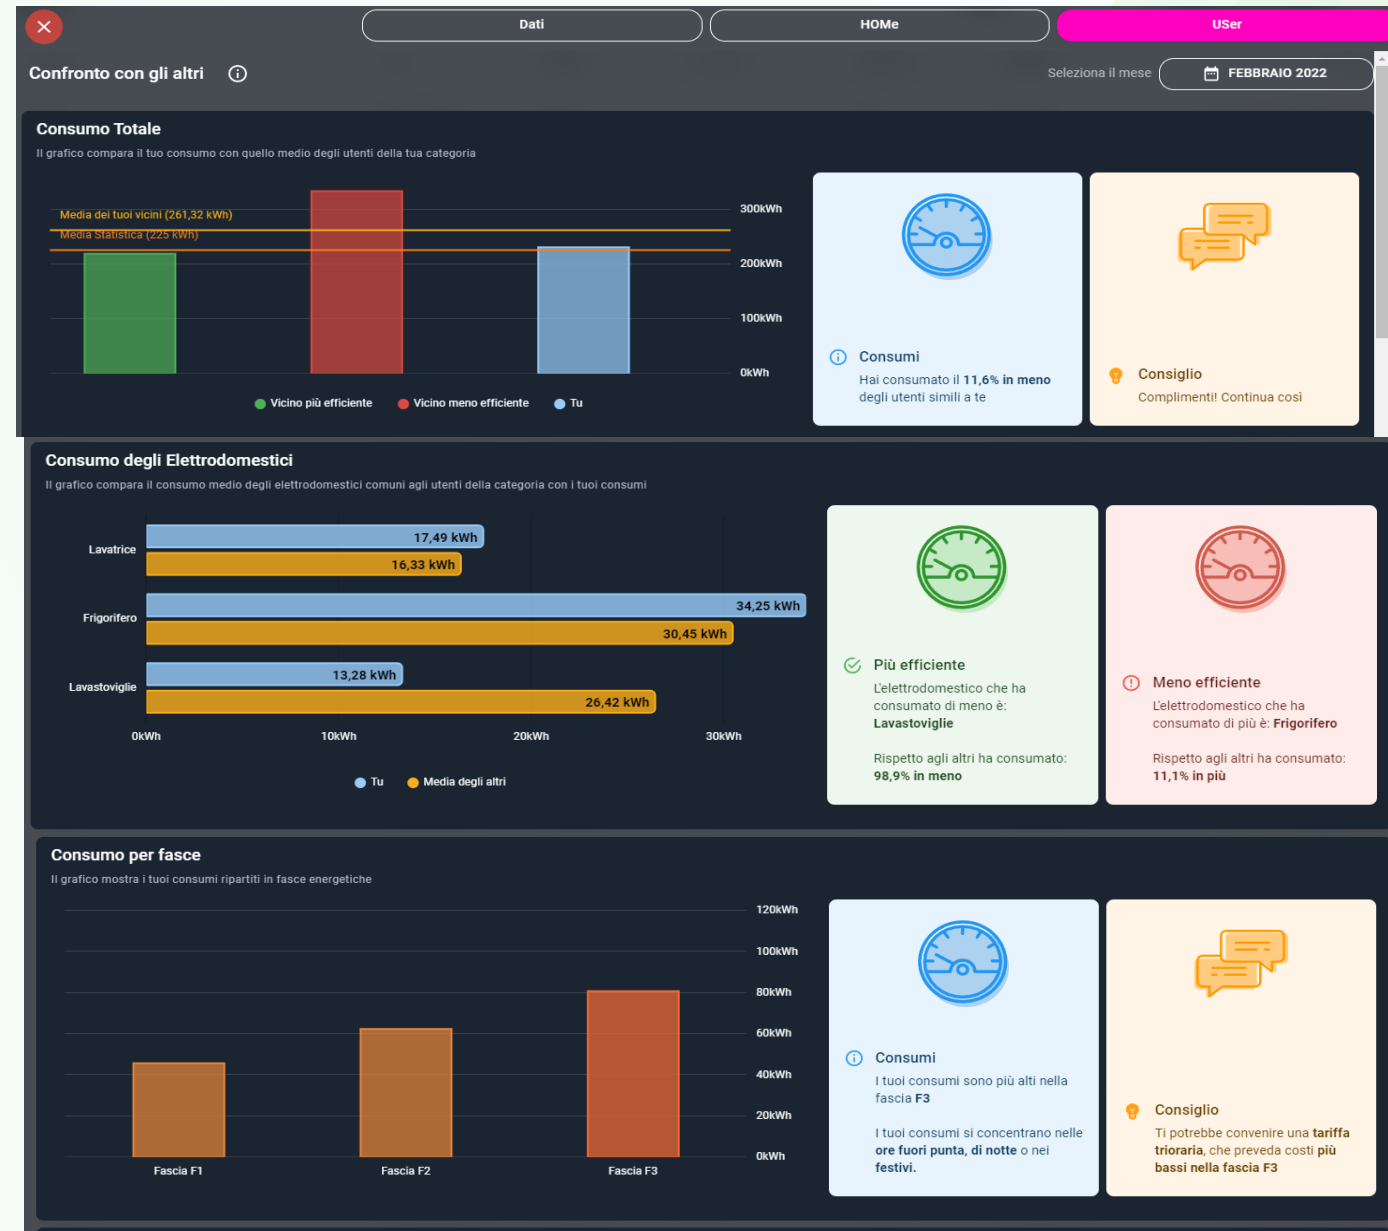 Dati
HOMe
USer
Confronto con gli altri
Seleziona il mese
FEBBRAIO 2022
Consumo Totale
Il grafico compara il tuo consumo con quello medio degli utenti della tua categoria
Media dei tuoi vicini (261,32 kWh)
Media Statistica (225 kWh)
300kWh
200kWh
100kWh
0kWh
Vicino più efficiente
Vicino meno efficiente
Tu
Consumi
Hai consumato il 11,6% in meno
degli utenti simili a te
Consiglio
Complimenti! Continua così
Consumo degli Elettrodomestici
Il grafico compara il consumo medio degli elettrodomestici comuni agli utenti della categoria con i tuoi consumi
Lavatrice
17,49 kWh
16,33 kWh
Frigorifero
34,25 kWh
30,45 kWh
Lavastoviglie
13,28 kWh
26,42 kWh
0kWh
10kWh
20kWh
30kWh
Tu
Media degli altri
Più efficiente
L'elettrodomestico che ha
consumato di meno è:
Lavastoviglie
Rispetto agli altri ha consumato:
98,9% in meno
Meno efficiente
L'elettrodomestico che ha
consumato di più è: Frigorifero
Rispetto agli altri ha consumato:
11,1% in più
Consumo per fasce
Il grafico mostra i tuoi consumi ripartiti in fasce energetiche
120kWh
100kWh
80kWh
60kWh
40kWh
20kWh
0kWh
Fascia F1
Fascia F2
Fascia F3
Consumi
I tuoi consumi sono più alti nella
fascia F3
I tuoi consumi si concentrano nelle
ore fuori punta, di notte o nei
festivi.
Consiglio
Ti potrebbe convenire una tariffa
trioraria, che preveda costi più
bassi nella fascia F3